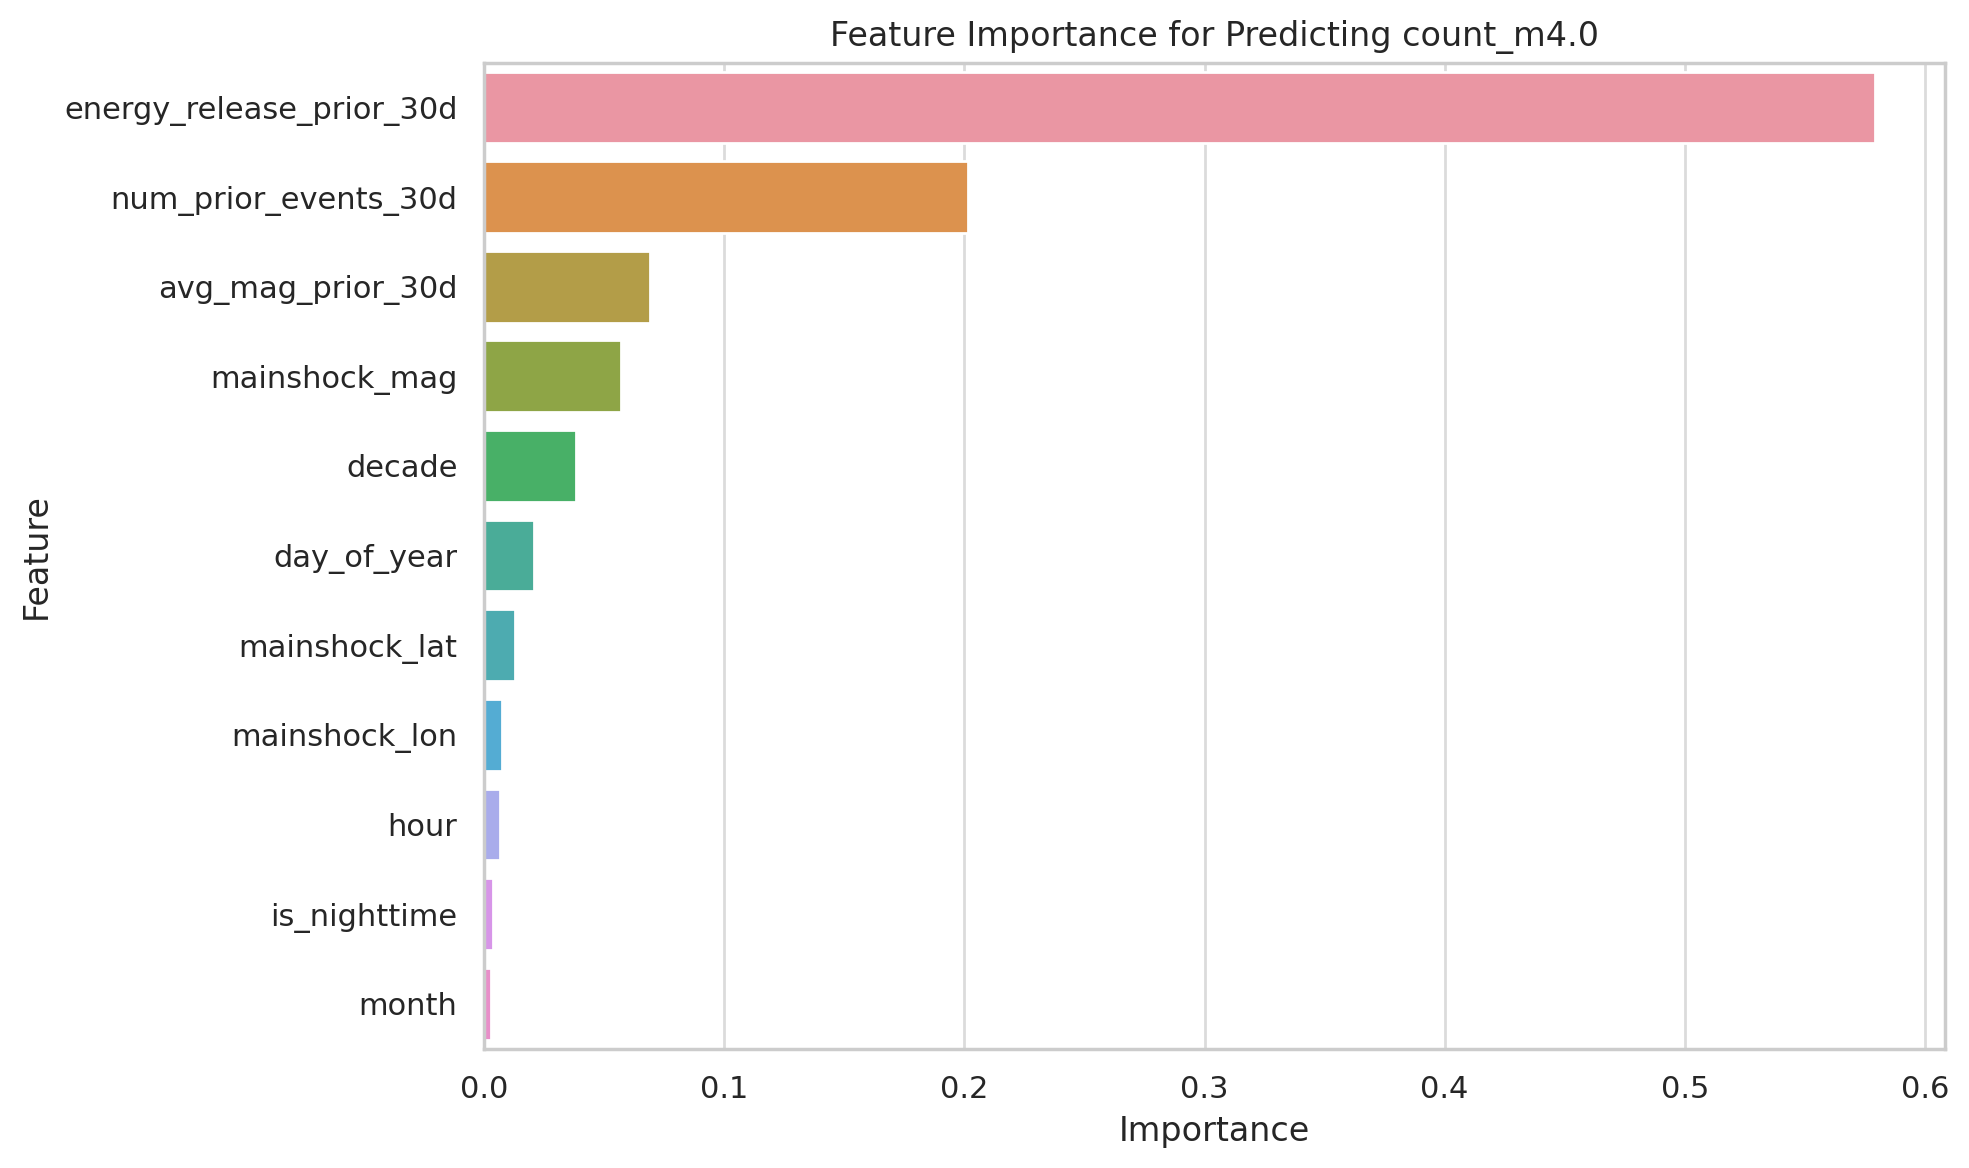 Feature Importance for Predicting count_m4.0
energy_release_prior_30d
num_prior_events_30d
avg_mag_prior_30d
mainshock_mag
decade
day_of_year
mainshock_lat
mainshock_lon
hour
is_nighttime
month
Feature
0.0 0.1 0.2 0.3 0.4 0.5 0.6
Importance